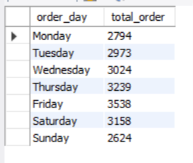 order_day total_order
Monday 2794
Tuesday 2973
Wednesday 3024
Thursday 3239
Friday 3538
Saturday 3158
Sunday 2624